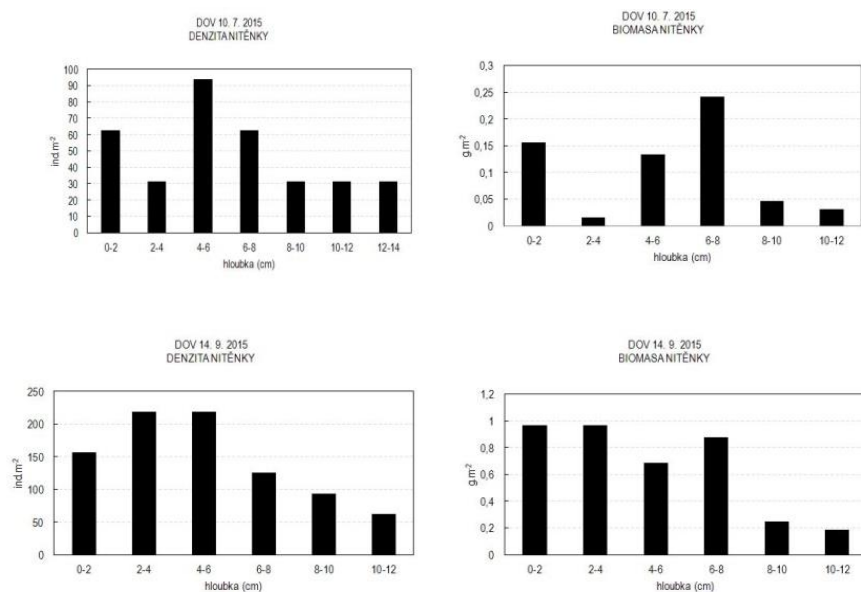 DOV 10. 7. 2015
DENZITA NITĚNKY
100
90
80
70
60
50
40
30
20
10
0
ind.m-2
0-2 2-4 4-6 6-8 8-10 10-12 12-14
hloubka (cm)
DOV 10. 7. 2015
BIOMASA NITĚNKY
0,3
0,25
0,2
0,15
0,1
0,05
0
g.m-2
0-2 2-4 4-6 6-8 8-10 10-12
hloubka (cm)
DOV 14. 9. 2015
DENZITA NITĚNKY
250
200
150
100
50
0
ind.m-2
0-2 2-4 4-6 6-8 8-10 10-12
hloubka (cm)
DOV 14. 9. 2015
BIOMASA NITĚNKY
1,2
1
0,8
0,6
0,4
0,2
0
g.m-2
0-2 2-4 4-6 6-8 8-10 10-12
hloubka (cm)